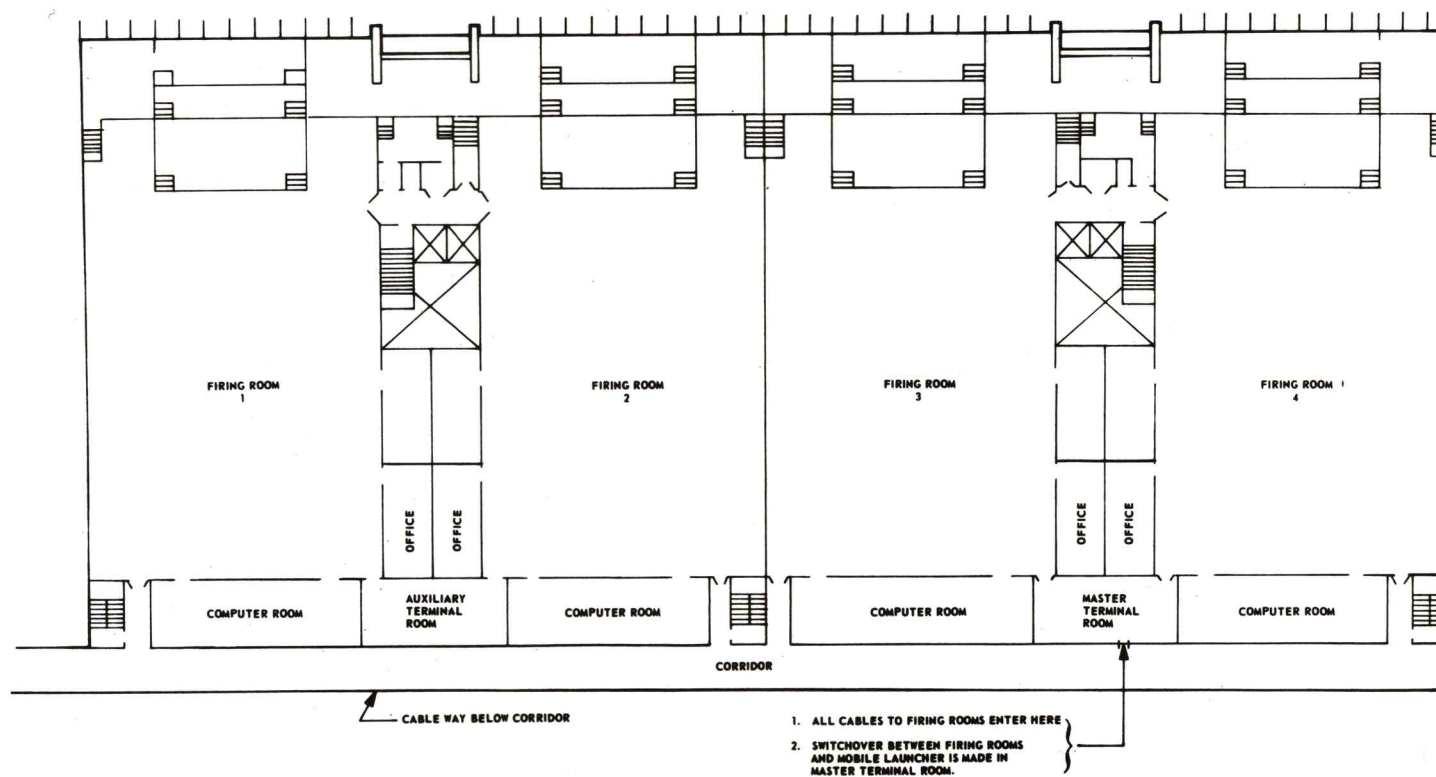 FIRING ROOM
1
FIRING ROOM
2
FIRING ROOM
3
FIRING ROOM
4
OFFICE
OFFICE
OFFICE
OFFICE
COMPUTER ROOM
AUXILIARY
TERMINAL
ROOM
COMPUTER ROOM
COMPUTER ROOM
MASTER
TERMINAL
ROOM
COMPUTER ROOM
CORRIDOR
CABLE WAY BELOW CORRIDOR
1. ALL CABLES TO FIRING ROOMS ENTER HERE
2. SWITCHOVER BETWEEN FIRING ROOMS
AND MOBILE LAUNCHER IS MADE IN
MASTER TERMINAL ROOM.